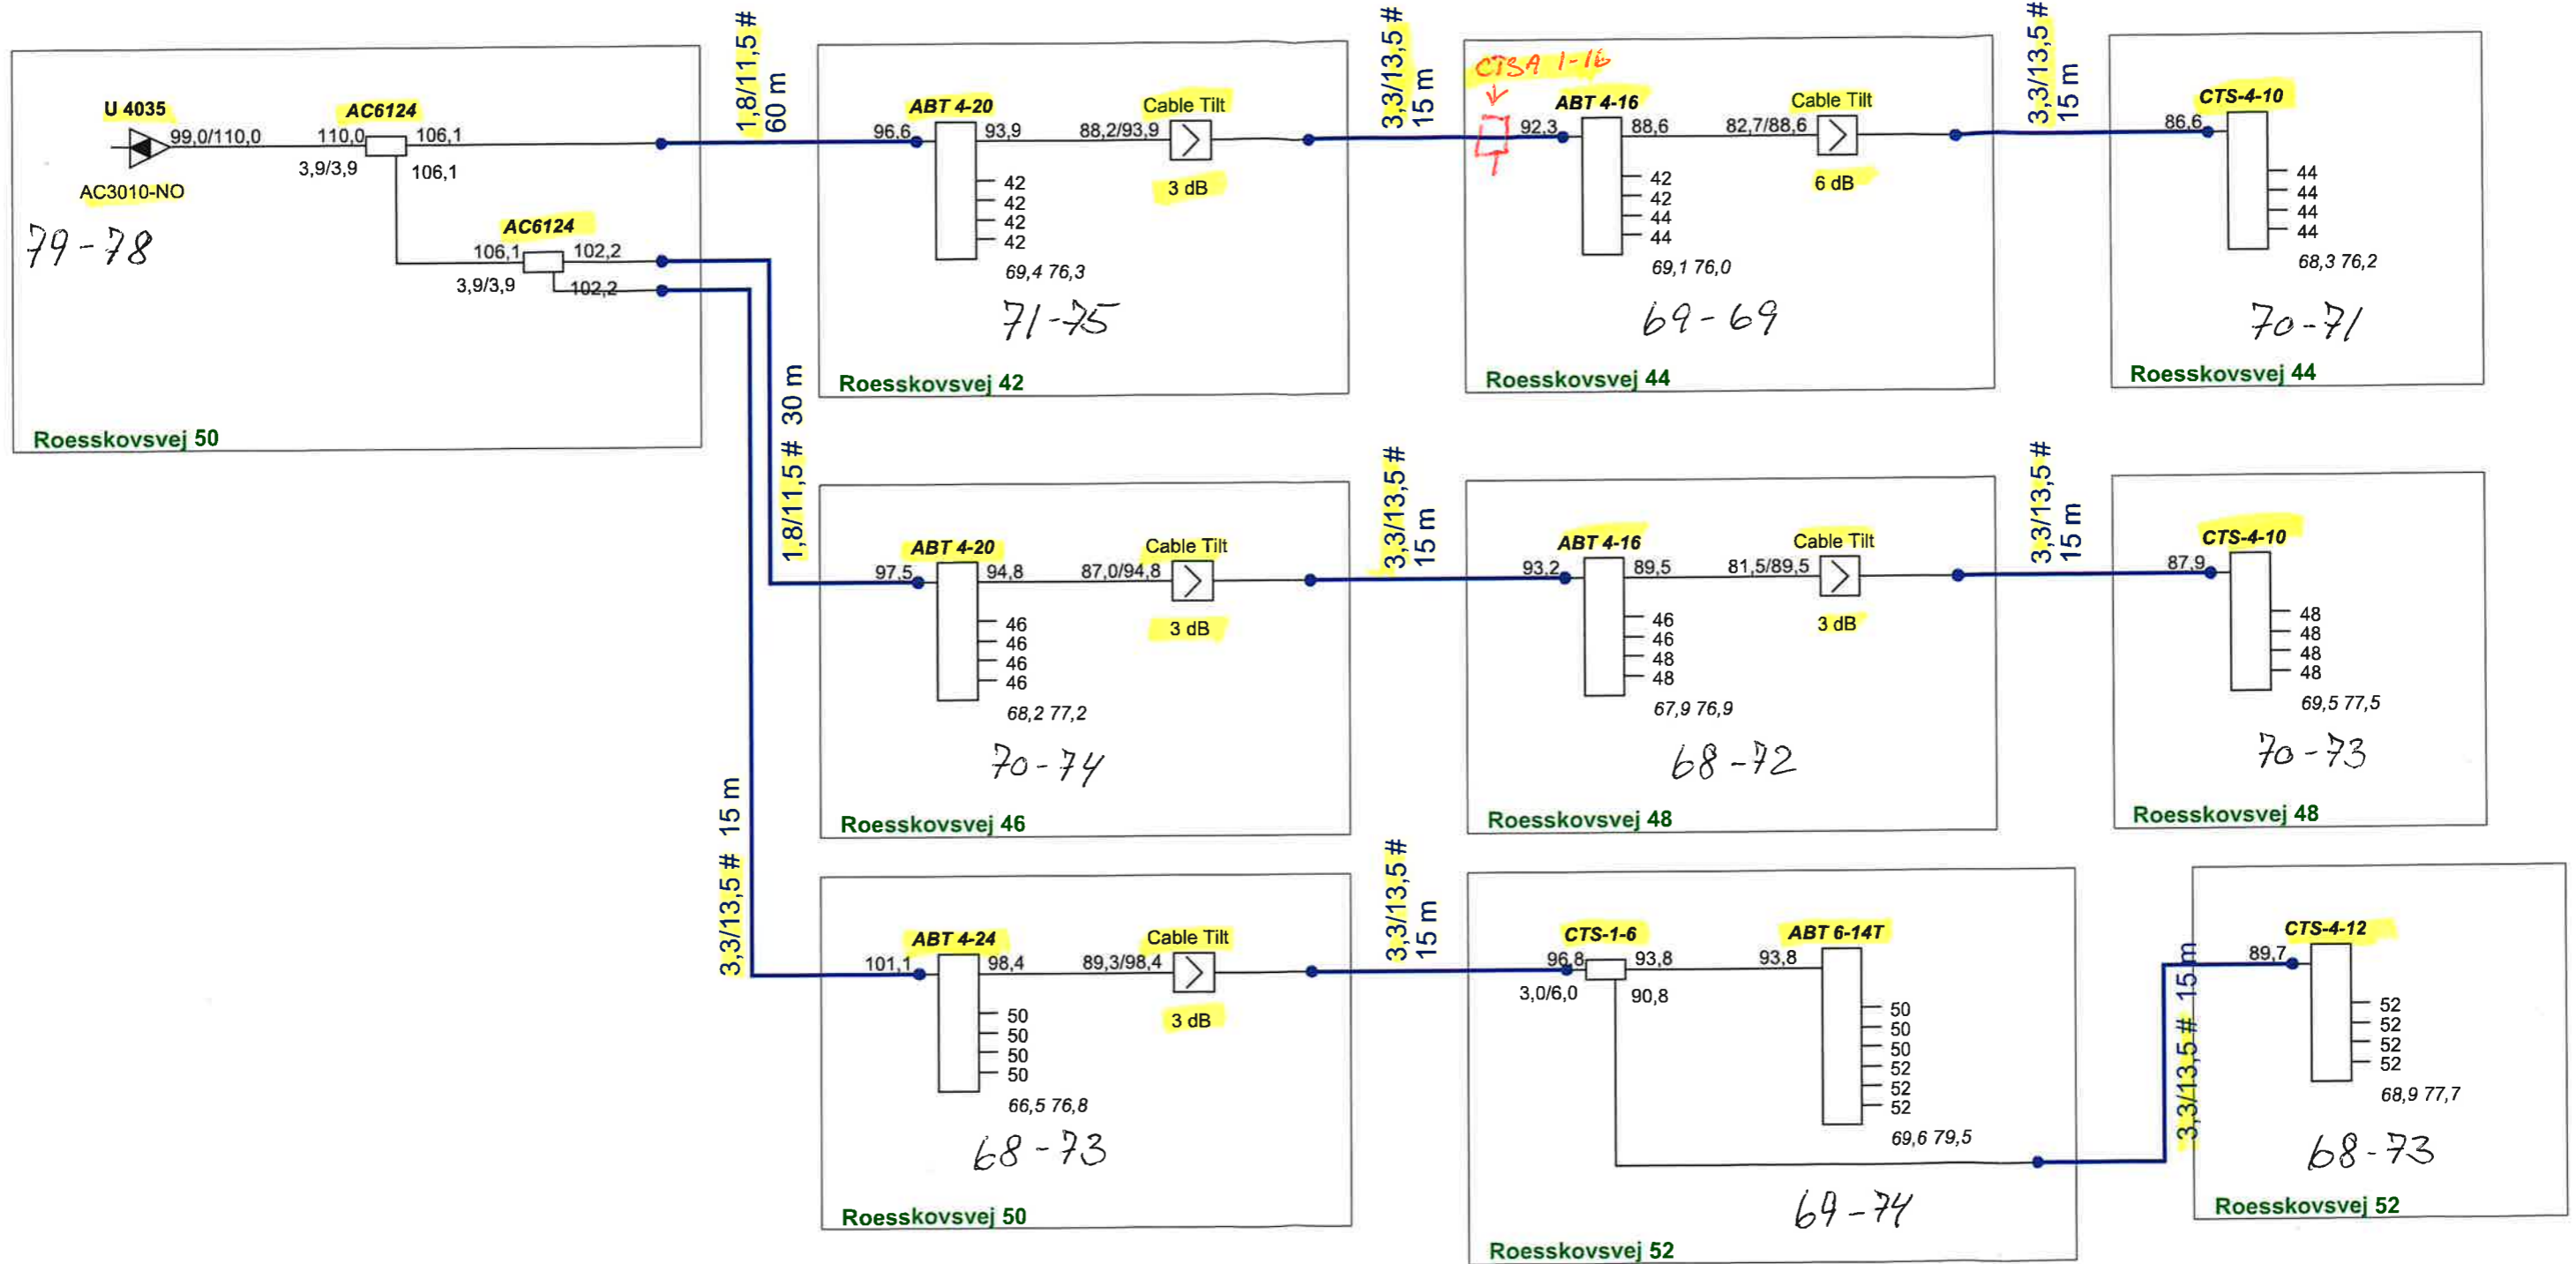 U 4035
99,0/110,0
AC3010-NO
79-78
AC6124
110,0
106,1
3,9/3,9
106,1
AC6124
106,1
102,2
3,9/3,9
102,2
Roesskovsvej 50
1,8/11,5 #
60 m
ABT 4-20
96,6
93,9
88,2/93,9
Cable Tilt
3 dB
42
42
42
42
69,4 76,3
71-75
Roesskovsvej 42
3,3/13,5 #
15 m
CTSA 1-16
ABT 4-16
92,3
88,6
82,7/88,6
Cable Tilt
6 dB
42
42
44
44
69,1 76,0
69-69
Roesskovsvej 44
3,3/13,5 #
15 m
CTS-4-10
86,6
44
44
44
44
68,3 76,2
70-71
Roesskovsvej 44
1,8/11,5 # 30 m
ABT 4-20
97,5
94,8
87,0/94,8
Cable Tilt
3 dB
46
46
46
46
68,2 77,2
70-74
Roesskovsvej 46
3,3/13,5 #
15 m
ABT 4-16
93,2
89,5
81,5/89,5
Cable Tilt
3 dB
46
46
48
48
67,9 76,9
68-72
Roesskovsvej 48
3,3/13,5 #
15 m
CTS-4-10
87,9
48
48
48
48
69,5 77,5
70-73
Roesskovsvej 48
3,3/13,5 # 15 m
ABT 4-24
101,1
98,4
89,3/98,4
Cable Tilt
3 dB
50
50
50
50
66,5 76,8
68-73
Roesskovsvej 50
3,3/13,5 #
15 m
CTS-1-6
96,8
93,8
3,0/6,0
90,8
ABT 6-14T
93,8
50
50
50
52
52
52
69,6 79,5
69-74
Roesskovsvej 52
3,3/13,5 # 15 m
CTS-4-12
89,7
52
52
52
52
68,9 77,7
68-73
Roesskovsvej 52